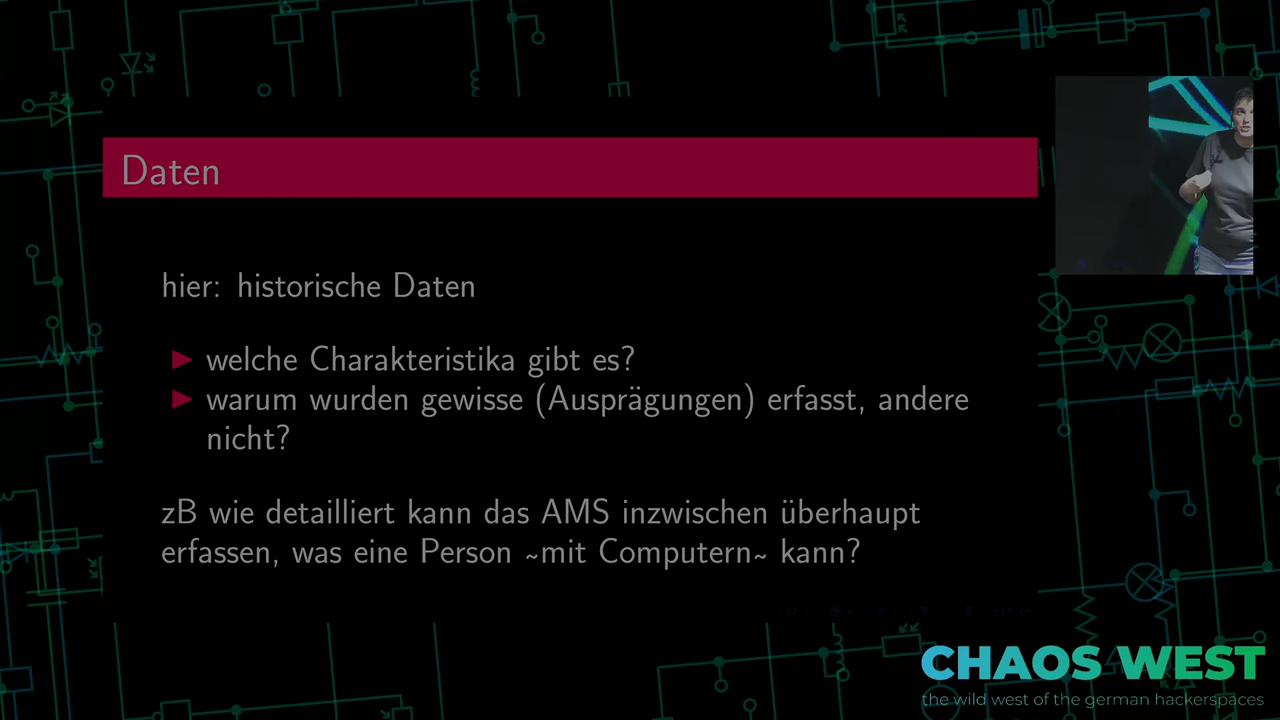 Daten
hier: historische Daten
welche Charakteristika gibt es?
warum wurden gewisse (Ausprägungen) erfasst, andere
nicht?
zB wie detailliert kann das AMS inzwischen überhaupt
erfassen, was eine Person ~mit Computern~ kann?
CHAOS WEST
the wild west of the german hackerspaces